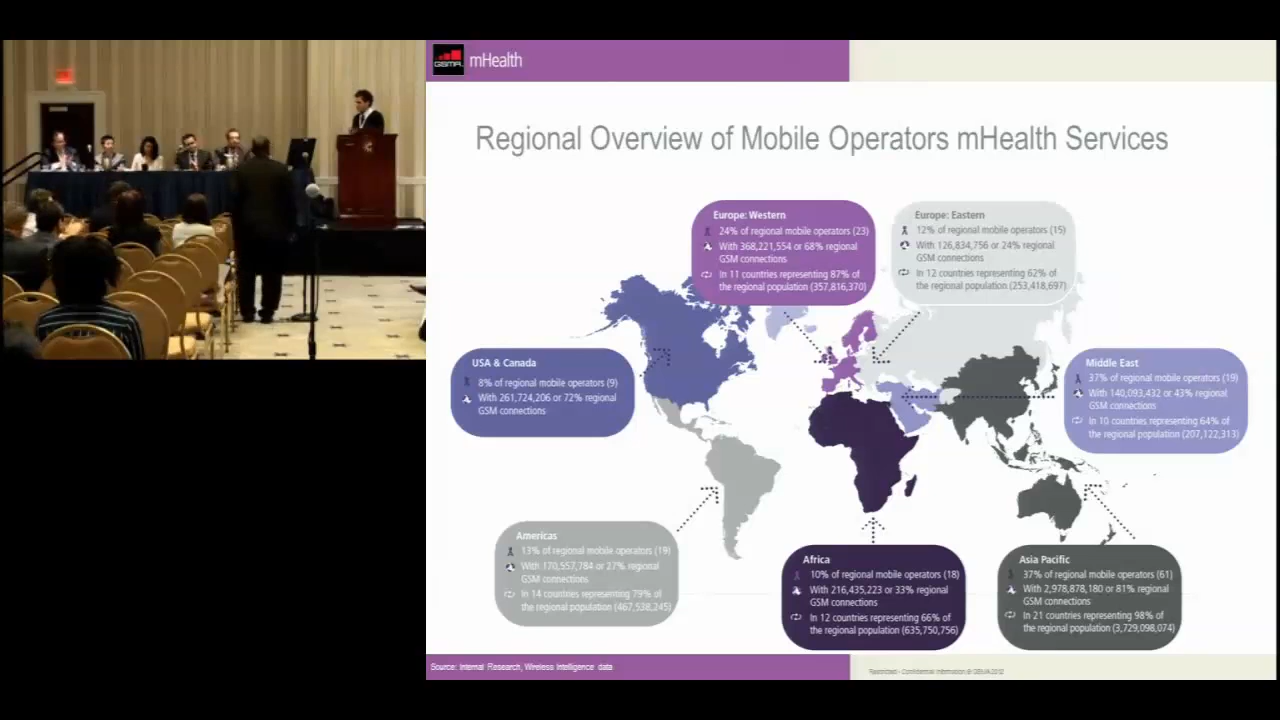 GSMA mHealth
Regional Overview of Mobile Operators mHealth Services
Europe: Western
24% of regional mobile operators (23)
With 368,221,554 or 68% regional
GSM connections
In 11 countries representing 87% of
the regional population (357,816,370)
Europe: Eastern
12% of regional mobile operators (15)
With 126,834,756 or 24% regional
GSM connections
In 12 countries representing 62% of
the regional population (253,418,697)
USA & Canada
8% of regional mobile operators (9)
With 261,724,206 or 72% regional
GSM connections
Middle East
37% of regional mobile operators (19)
With 140,093,432 or 43% regional
GSM connections
In 10 countries representing 64% of
the regional population (207,122,313)
Americas
13% of regional mobile operators (19)
With 170,557,784 or 27% regional
GSM connections
In 14 countries representing 79% of
the regional population (467,538,245)
Africa
10% of regional mobile operators (18)
With 216,435,223 or 33% regional
GSM connections
In 12 countries representing 66% of
the regional population (635,750,756)
Asia Pacific
37% of regional mobile operators (61)
With 2,978,878,180 or 81% regional
GSM connections
In 21 countries representing 98% of
the regional population (3,729,098,074)
Source: Internal Research, Wireless Intelligence data
Restricted - Confidential Information © GSMA 2012